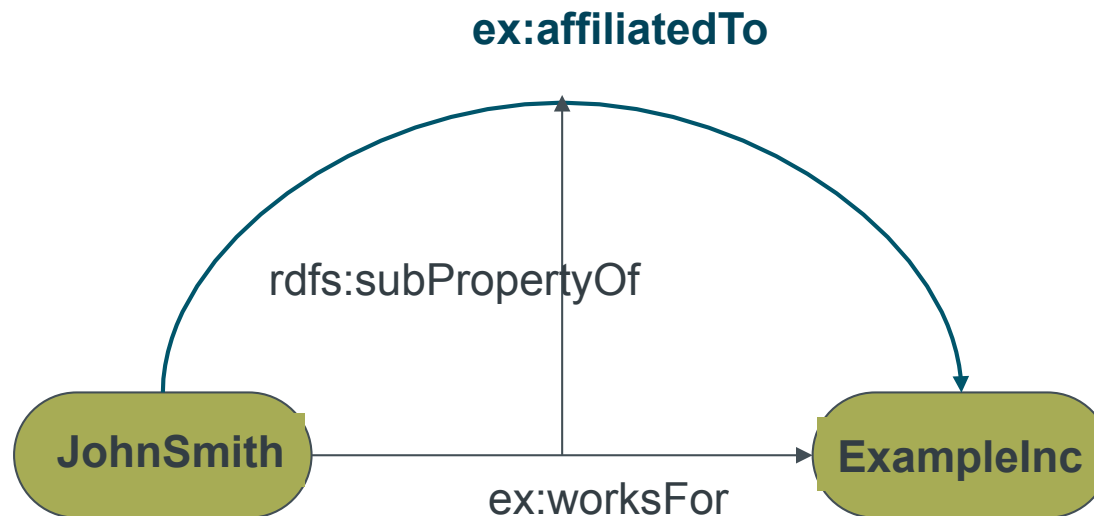 ex:affiliatedTo
rdfs:subPropertyOf
JohnSmith
ExampleInc
ex:worksFor